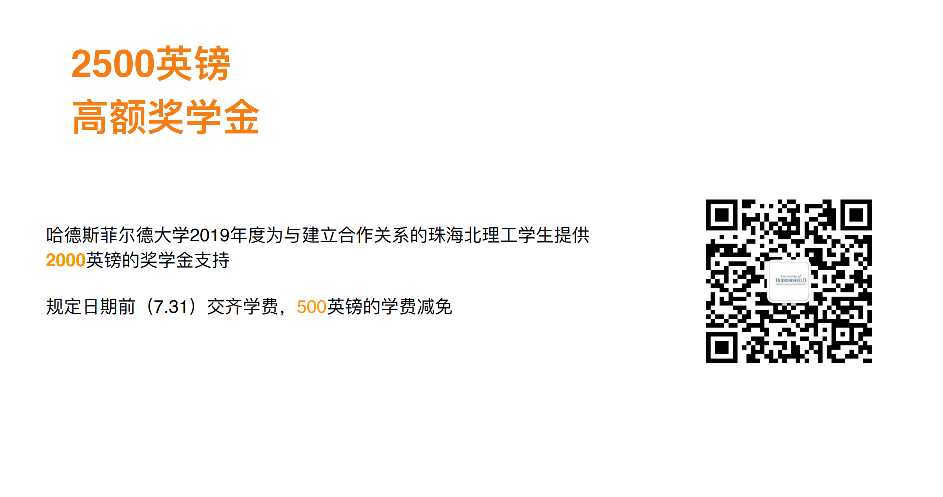 2500英镑
高额奖学金
哈德斯菲尔德大学2019年度为与建立合作关系的珠海北理工学生提供
2000英镑的奖学金支持
规定日期前（7.31）交齐学费，500英镑的学费减免
University of
HUDDERSFIELD